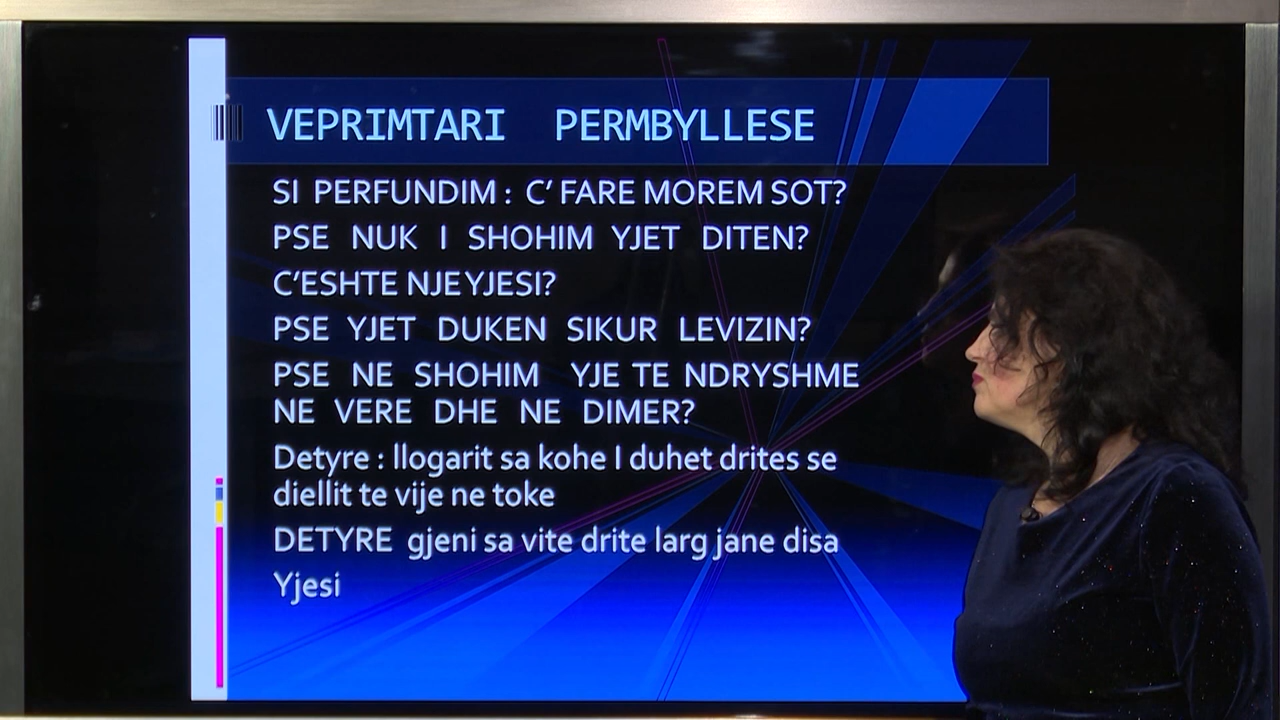 VEPRIMTARI PERMBYLLESE
SI PERFUNDIM : C' FARE MOREM SOT?
PSE NUK I SHOHIM YJET DITEN?
C'ESHTE NJEYJESI?
PSE YJET DUKEN SIKUR LEVIZIN?
PSE NE SHOHIM YJE TE NDRYSHME
NE VERE DHE NE DIMER?
Detyre : llogarit sa kohe I duhet drites se
diellit te vije ne toke
DETYRE gjeni sa vite drite larg jane disa
Yjesi